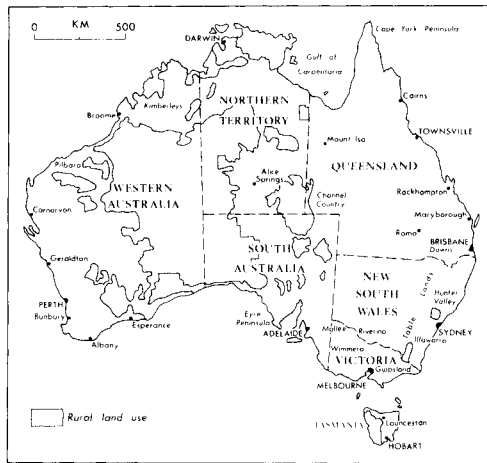 KM
0 500
DARWIN
Cape York Peninsula
Gulf of
Carpentaria
Kimberleys
Cairns
Broome
NORTHERN
TERRITORY
Mount Isa
TOWNSVILLE
Pilbara
QUEENSLAND
WESTERN
AUSTRALIA
Alice
Springs
Channel
Country
Rockhampton
Carnarvon
Maryborough
Roma
BRISBANE
Downs
SOUTH
AUSTRALIA
Geraldton
NEW
SOUTH
WALES
Table Lands
Hunter
Valley
PERTH
Bunbury
Esperance
Eyre
Peninsula
ADELAIDE
Mallee
Riverina
SYDNEY
Illawarra
Albany
Wimmera
VICTORIA
Gippsland
MELBOURNE
Rural land use
TASMANIA
Launceston
HOBART